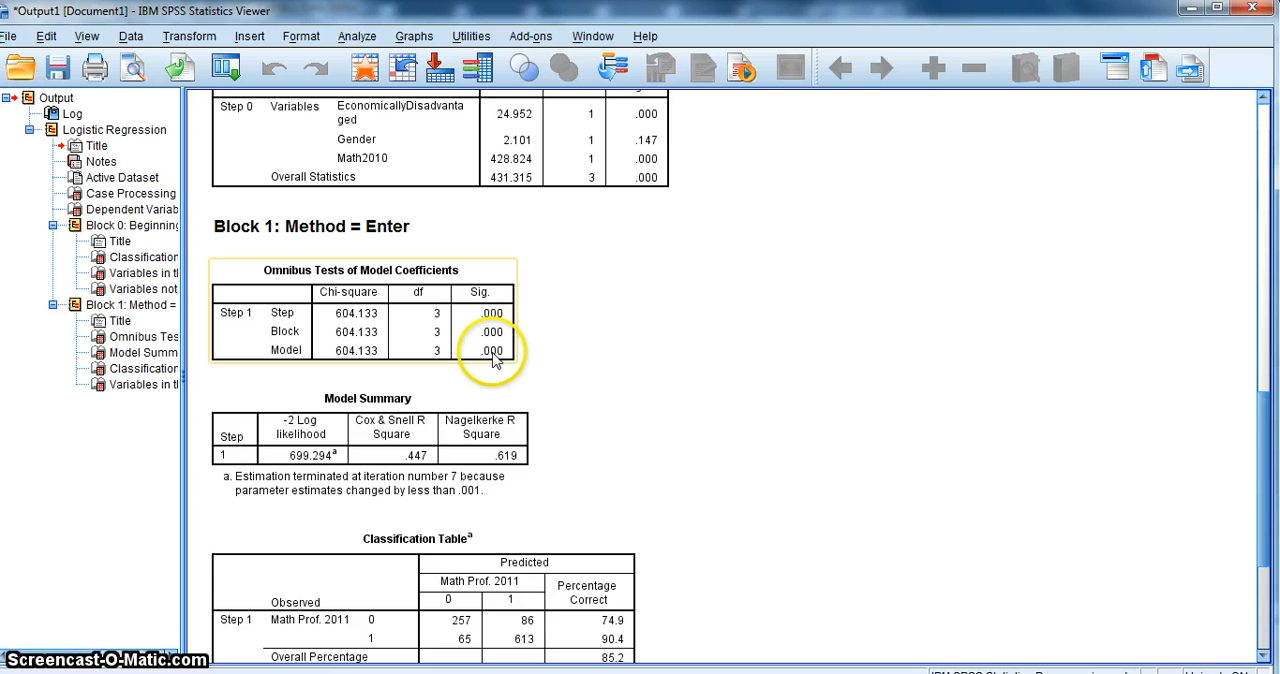 *Output1 [Document1] - IBM SPSS Statistics Viewer
File Edit View Data Transform Insert Format Analyze Graphs Utilities Add-ons Window Help
Output
Log
Logistic Regression
Title
Notes
Active Dataset
Case Processing
Dependent Variab
Block 0: Beginning
Title
Classification
Variables in th
Variables not
Block 1: Method =
Title
Omnibus Tes
Model Summ
Classification
Variables in th
Step 0 Variables EconomicallyDisadvanta
ged 24.952 1 .000
Gender 2.101 1 .147
Math2010 428.824 1 .000
Overall Statistics 431.315 3 .000
Block 1: Method = Enter
Omnibus Tests of Model Coefficients
Chi-square df Sig.
Step 1 Step 604.133 3 .000
Block 604.133 3 .000
Model 604.133 3 .000
Model Summary
Step -2 Log likelihood Cox & Snell R Square Nagelkerke R Square
1 699.294a .447 .619
a. Estimation terminated at iteration number 7 because
parameter estimates changed by less than .001.
Classification Tablea
Observed Predicted
Math Prof. 2011 Percentage Correct
0 1
Step 1 Math Prof. 2011 0 257 86 74.9
1 65 613 90.4
Overall Percentage 85.2
Screencast-O-Matic.com